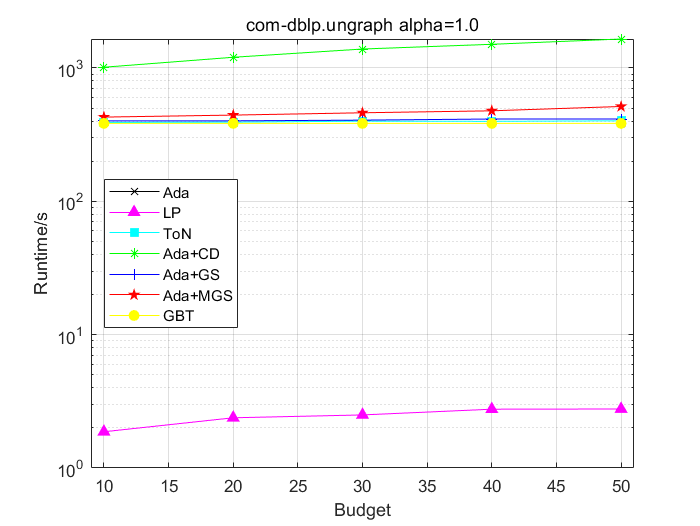 com-dblp.ungraph alpha=1.0
Runtime/s
10^3
10^2
10^1
10^0
Ada
LP
ToN
Ada+CD
Ada+GS
Ada+MGS
GBT
10 15 20 25 30 35 40 45 50
Budget